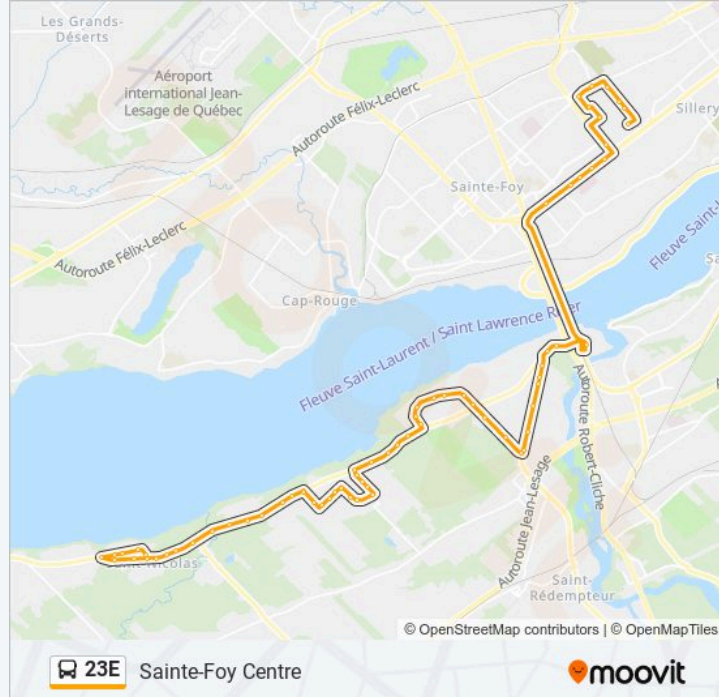 Les Grands-
Déserts
Aéroport
international Jean-
Lesage de Québec
Autoroute Félix-Leclerc
Sillery
Sainte-Foy
Autoroute Félix-Leclerc
Cap-Rouge
Fleuve Saint-Laurent / Saint Lawrence River
Autoroute Robert-Cliche
Autoroute Jean-Lesage
Saint-
Rédempteur
© OpenStreetMap contributors | © OpenMapTiles
23E Sainte-Foy Centre
moovit